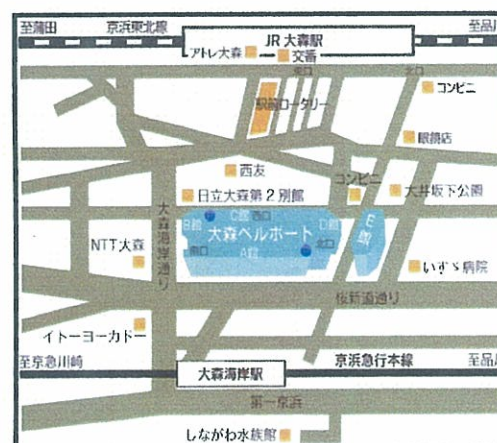 至蒲田
京浜東北線
JR 大森駅
至品川
アトレ大森
交番
東口
北口
コンビニ
駅前ロータリー
眼鏡店
西友
コンビニ
大井坂下公園
日立大森第2別館
大森海岸通り
B館
C館
西口
D館
E館
大森ベルポート
NTT大森
南口
A館
北口
いすゞ病院
桜新道通り
イトーヨーカドー
至京急川崎
京浜急行本線
至品川
大森海岸駅
第一京浜
しながわ水族館